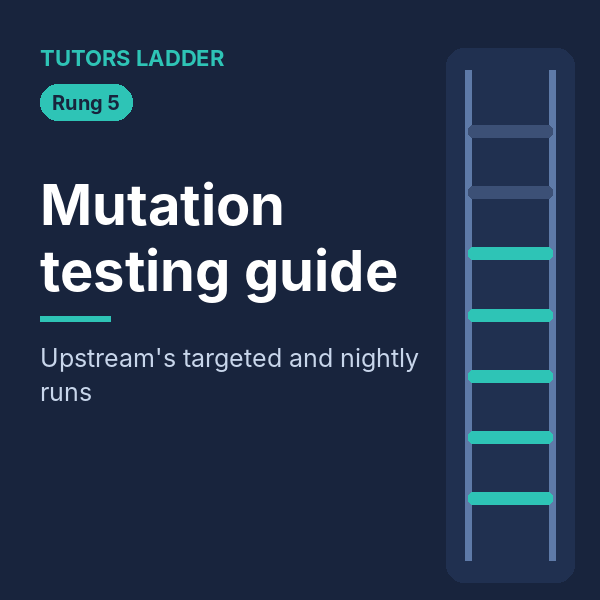 TUTORS LADDER
Rung 5
Mutation
testing guide
Upstream's targeted and nightly
runs